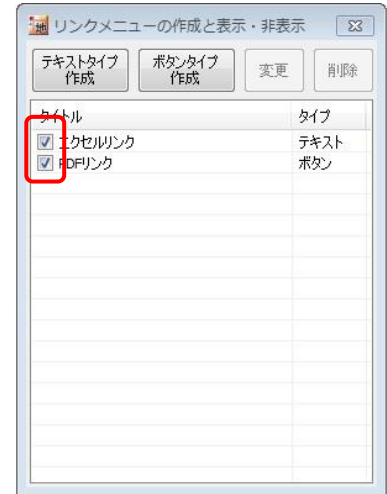 地
リンクメニューの作成と表示・非表示
テキストタイプ
作成
ボタンタイプ
作成
変更
削除
タイトル
タイプ
エクセルリンク
テキスト
PDFリンク
ボタン